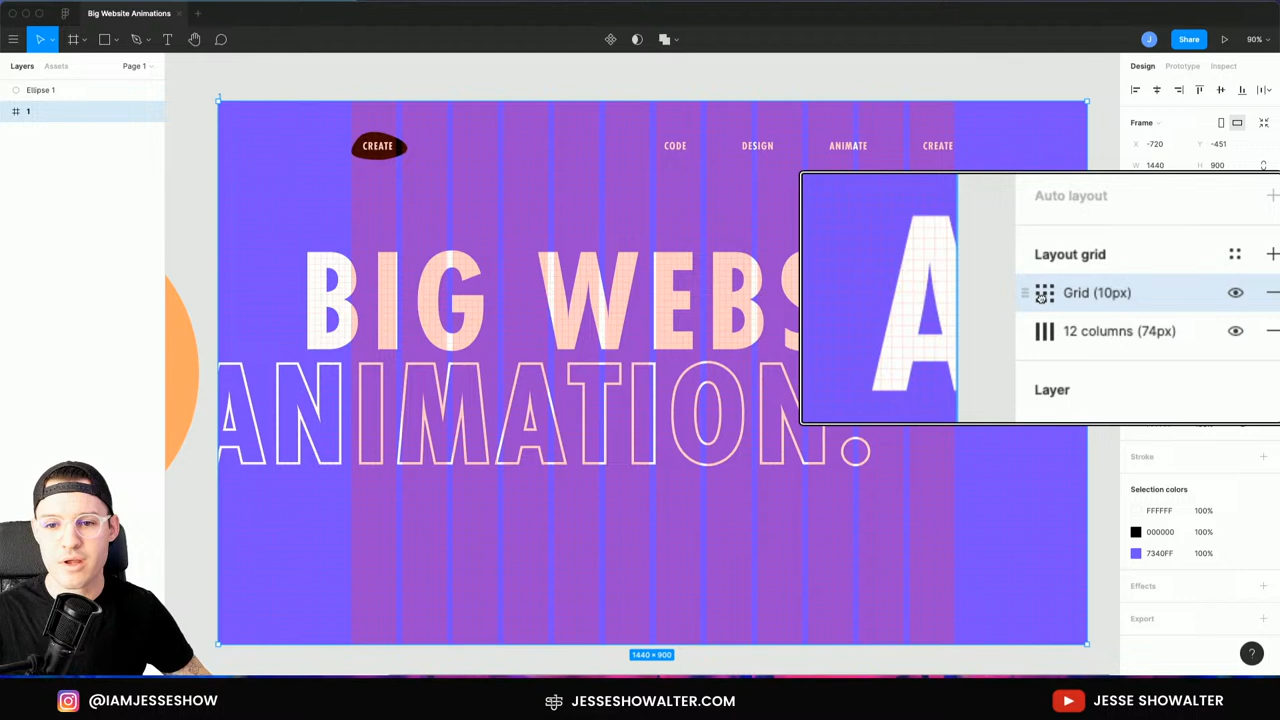 Big Website Animations
J
Share
90%
Layers
Assets
Page 1
Design
Prototype
Inspect
Ellipse 1
1
1
Frame
X -720
Y -451
W 1440
H 900
CREATE
CODE
DESIGN
ANIMATE
CREATE
BIG WEBS
ANIMATION.
A
Auto layout
Layout grid
Grid (10px)
12 columns (74px)
Layer
Stroke
Selection colors
FFFFFF 100%
000000 100%
7340FF 100%
Effects
Export
1440 × 900
?
@IAMJESSESHOW
JESSESHOWALTER.COM
JESSE SHOWALTER